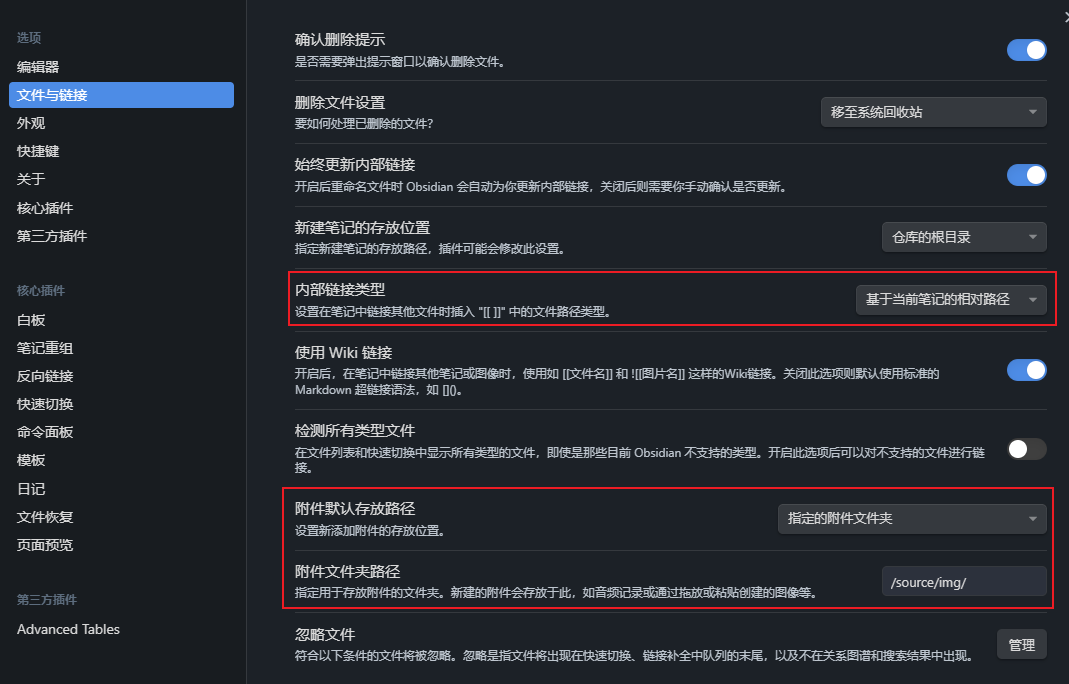 选项
编辑器
文件与链接
外观
快捷键
关于
核心插件
第三方插件
核心插件
白板
笔记重组
反向链接
快速切换
命令面板
模板
日记
文件恢复
页面预览
第三方插件
Advanced Tables
确认删除提示
是否需要弹出提示窗口以确认删除文件。
删除文件设置
要如何处理已删除的文件？
移至系统回收站
始终更新内部链接
开启后重命名文件时 Obsidian 会自动为你更新内部链接，关闭后则需要你手动确认是否更新。
新建笔记的存放位置
指定新建笔记的存放路径，插件可能会修改此设置。
仓库的根目录
内部链接类型
设置在笔记中链接其他文件时插入 "[[ ]]" 中的文件路径类型。
基于当前笔记的相对路径
使用 Wiki 链接
开启后，在笔记中链接其他笔记或图像时，使用如 [[文件名]] 和 ![[图片名]] 这样的Wiki链接。关闭此选项则默认使用标准的
Markdown 超链接语法，如 []()。
检测所有类型文件
在文件列表和快速切换中显示所有类型的文件，即使是那些目前 Obsidian 不支持的类型。开启此选项后可以对不支持的文件进行链
接。
附件默认存放路径
设置新添加附件的存放位置。
指定的附件文件夹
附件文件夹路径
指定用于存放附件的文件夹。新建的附件会存放于此，如音频记录或通过拖放或粘贴创建的图像等。
/source/img/
忽略文件
符合以下条件的文件将被忽略。忽略是指文件将出现在快速切换、链接补全中队列的末尾，以及不在关系图谱和搜索结果中出现。
管理